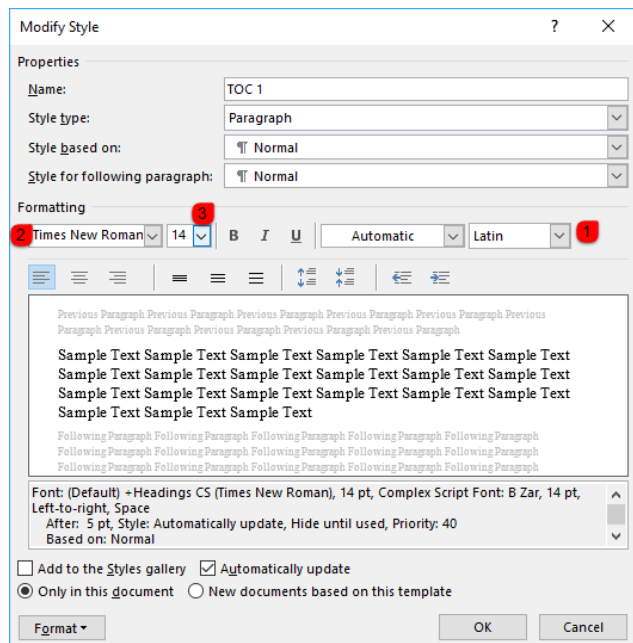 Modify Style ? ×
Properties
Name: TOC 1
Style type: Paragraph
Style based on: ¶ Normal
Style for following paragraph: ¶ Normal
Formatting
2 Times New Roman 14 3 B I U Automatic Latin 1
Previous Paragraph Previous Paragraph Previous Paragraph Previous Paragraph Previous Paragraph Previous
Paragraph Previous Paragraph Previous Paragraph Previous Paragraph Previous Paragraph
Sample Text Sample Text Sample Text Sample Text Sample Text Sample Text
Sample Text Sample Text Sample Text Sample Text Sample Text Sample Text
Sample Text Sample Text Sample Text Sample Text Sample Text Sample Text
Sample Text Sample Text Sample Text
Following Paragraph Following Paragraph Following Paragraph Following Paragraph Following Paragraph
Following Paragraph Following Paragraph Following Paragraph Following Paragraph Following Paragraph
Following Paragraph Following Paragraph Following Paragraph Following Paragraph Following Paragraph
Font: (Default) +Headings CS (Times New Roman), 14 pt, Complex Script Font: B Zar, 14 pt,
Left-to-right, Space
After: 5 pt, Style: Automatically update, Hide until used, Priority: 40
Based on: Normal
Add to the Styles gallery Automatically update
Only in this document New documents based on this template
Format OK Cancel